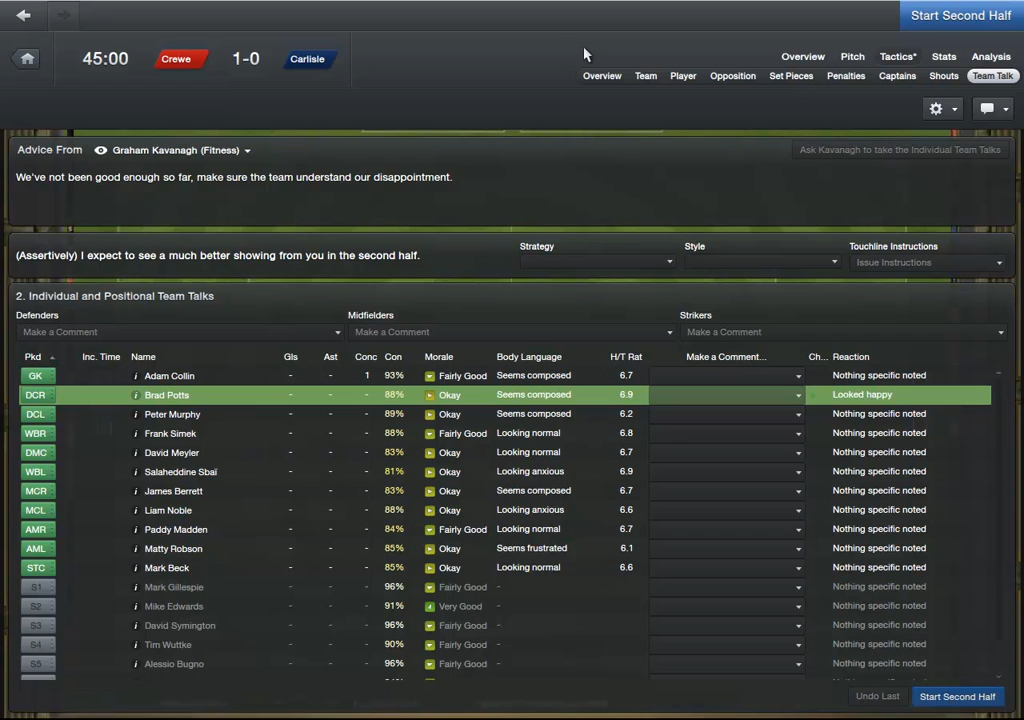 Start Second Half
45:00 Crewe 1-0 Carlisle
Overview Pitch Tactics* Stats Analysis
Overview Team Player Opposition Set Pieces Penalties Captains Shouts Team Talk
Advice From Graham Kavanagh (Fitness) Ask Kavanagh to take the Individual Team Talks
We've not been good enough so far, make sure the team understand our disappointment.
Strategy Style Touchline Instructions
(Assertively) I expect to see a much better showing from you in the second half.
Issue Instructions
2. Individual and Positional Team Talks
Defenders Midfielders Strikers
Make a Comment Make a Comment Make a Comment
Pkd Inc. Time Name Gls Ast Conc Con Morale Body Language H/T Rat Make a Comment... Ch... Reaction
GK i Adam Collin - - 1 93% Fairly Good Seems composed 6.7 Nothing specific noted
DCR i Brad Potts - - - 88% Okay Seems composed 6.9 Looked happy
DCL i Peter Murphy - - - 89% Okay Seems composed 6.2 Nothing specific noted
WBR i Frank Simek - - - 88% Fairly Good Looking normal 6.8 Nothing specific noted
DMC i David Meyler - - - 83% Okay Looking normal 6.7 Nothing specific noted
WBL i Salaheddine Sbaï - - - 81% Okay Looking anxious 6.9 Nothing specific noted
MCR i James Berrett - - - 83% Okay Seems composed 6.7 Nothing specific noted
MCL i Liam Noble - - - 88% Okay Looking anxious 6.6 Nothing specific noted
AMR i Paddy Madden - - - 84% Fairly Good Looking normal 6.7 Nothing specific noted
AML i Matty Robson - - - 85% Okay Seems frustrated 6.1 Nothing specific noted
STC i Mark Beck - - - 85% Okay Looking normal 6.6 Nothing specific noted
S1 i Mark Gillespie - - - 96% Fairly Good - Nothing specific noted
S2 i Mike Edwards - - - 91% Very Good - Nothing specific noted
S3 i David Symington - - - 96% Fairly Good - Nothing specific noted
S4 i Tim Wuttke - - - 90% Fairly Good - Nothing specific noted
S5 i Alessio Bugno - - - 96% Fairly Good - Nothing specific noted
Undo Last Start Second Half